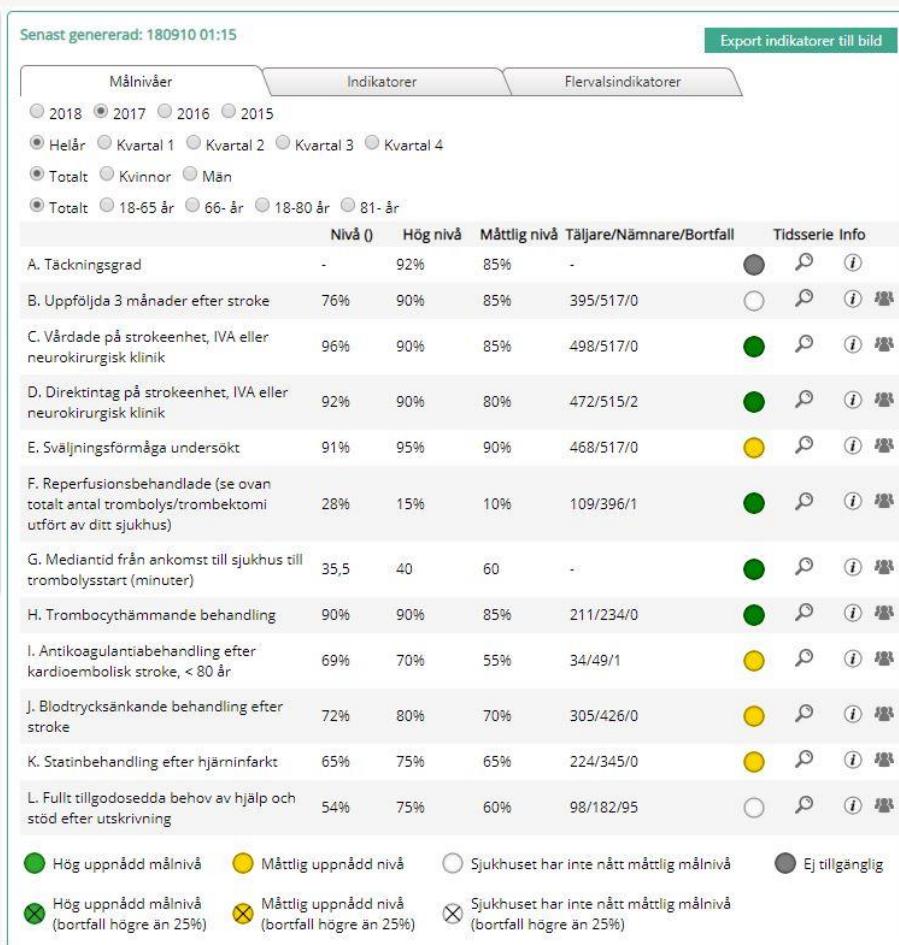 Senast genererad: 180910 01:15
Export indikatorer till bild
Målnivåer Indikatorer Flervalsindikatorer
2018 2017 2016 2015
Helår Kvartal 1 Kvartal 2 Kvartal 3 Kvartal 4
Totalt Kvinnor Män
Totalt 18-65 år 66- år 18-80 år 81- år
Nivå () Hög nivå Måttlig nivå Täljare/Nämnare/Bortfall Tidsserie Info
A. Täckningsgrad - 92% 85% -
B. Uppföljda 3 månader efter stroke 76% 90% 85% 395/517/0
C. Vårdade på strokeenhet, IVA eller
neurokirurgisk klinik 96% 90% 85% 498/517/0
D. Direktintag på strokeenhet, IVA eller
neurokirurgisk klinik 92% 90% 80% 472/515/2
E. Sväljningsförmåga undersökt 91% 95% 90% 468/517/0
F. Reperfusionsbehandlade (se ovan
totalt antal trombolys/trombektomi 28% 15% 10% 109/396/1
utfört av ditt sjukhus)
G. Mediantid från ankomst till sjukhus till
trombolysstart (minuter) 35,5 40 60 -
H. Trombocythämmande behandling 90% 90% 85% 211/234/0
I. Antikoagulantiabehandling efter
kardioembolisk stroke, < 80 år 69% 70% 55% 34/49/1
J. Blodtrycksänkande behandling efter
stroke 72% 80% 70% 305/426/0
K. Statinbehandling efter hjärninfarkt 65% 75% 65% 224/345/0
L. Fullt tillgodosedda behov av hjälp och
stöd efter utskrivning 54% 75% 60% 98/182/95
Hög uppnådd målnivå Måttlig uppnådd nivå Sjukhuset har inte nått måttlig målnivå Ej tillgänglig
Hög uppnådd målnivå Måttlig uppnådd nivå Sjukhuset har inte nått måttlig målnivå
(bortfall högre än 25%) (bortfall högre än 25%) (bortfall högre än 25%)